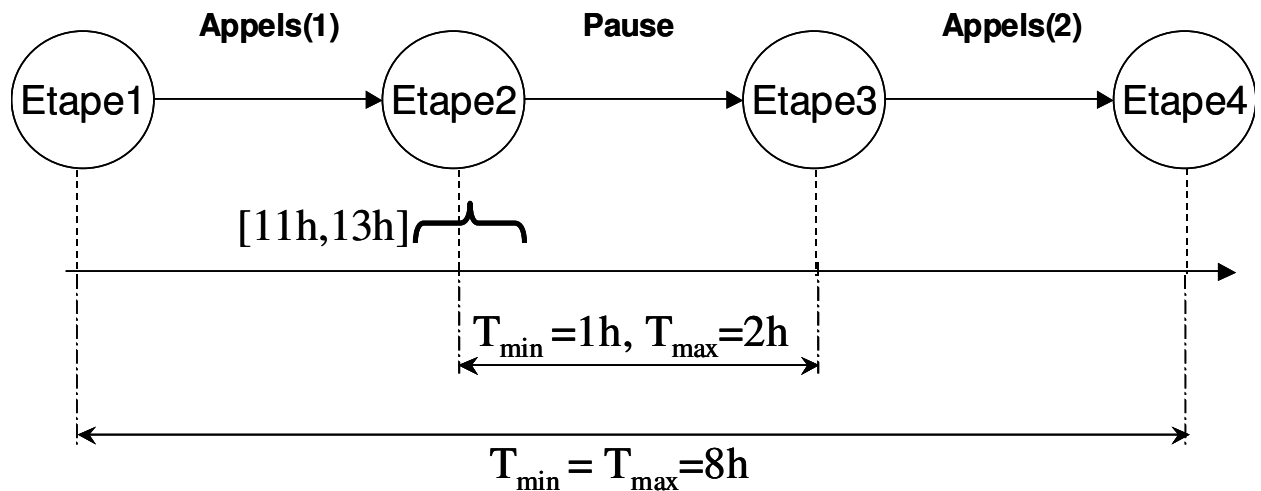 Appels(1) Pause Appels(2)
Etape1 Etape2 Etape3 Etape4
[11h,13h]
Tmin =1h, Tmax=2h
Tmin = Tmax=8h